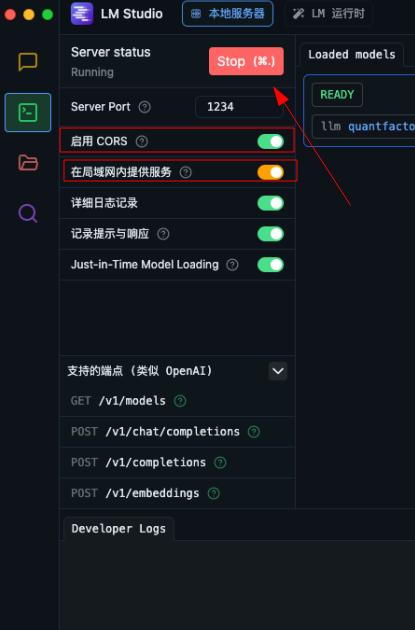 LM Studio
本地服务器
LM 运行时
Server status
Running
Stop (⌘.)
Loaded models
Server Port
1234
READY
启用 CORS
llm quantfacto
在局域网内提供服务
详细日志记录
记录提示与响应
Just-in-Time Model Loading
支持的端点 (类似 OpenAI)
GET /v1/models
POST /v1/chat/completions
POST /v1/completions
POST /v1/embeddings
Developer Logs